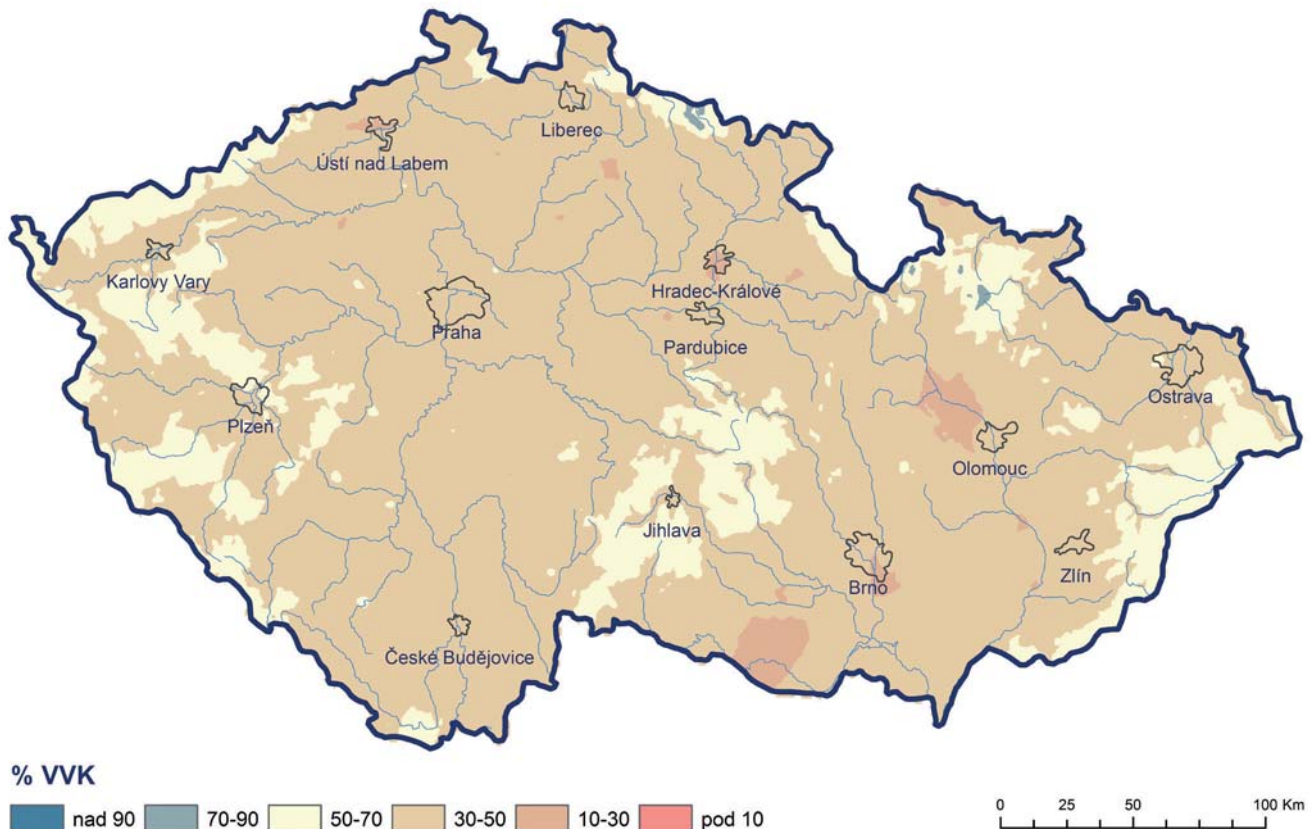 Liberec
Ústí nad Labem
Karlovy Vary
Hradec Králové
Praha
Pardubice
Ostrava
Plzeň
Olomouc
Jihlava
Zlín
Brno
České Budějovice
% VVK
nad 90 70-90 50-70 30-50 10-30 pod 10
0 25 50 100 Km